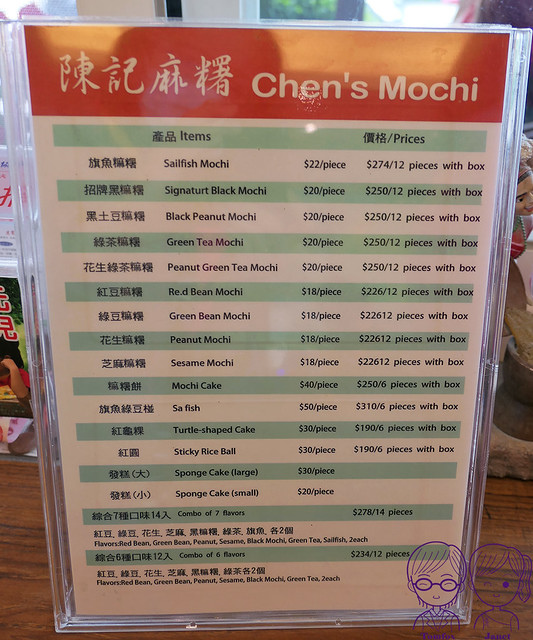 陳記麻糬 Chen's Mochi
產品 Items 價格/Prices
旗魚麻糬 Sailfish Mochi $22/piece $274/12 pieces with box
招牌黑麻糬 Signaturt Black Mochi $20/piece $250/12 pieces with box
黑土豆麻糬 Black Peanut Mochi $20/piece $250/12 pieces with box
綠茶麻糬 Green Tea Mochi $20/piece $250/12 pieces with box
花生綠茶麻糬 Peanut Green Tea Mochi $20/piece $250/12 pieces with box
紅豆麻糬 Re.d Bean Mochi $18/piece $226/12 pieces with box
綠豆麻糬 Green Bean Mochi $18/piece $22612 pieces with box
花生麻糬 Peanut Mochi $18/piece $22612 pieces with box
芝麻麻糬 Sesame Mochi $18/piece $22612 pieces with box
麻糬餅 Mochi Cake $40/piece $250/6 pieces with box
旗魚綠豆椪 Sa fish $50/piece $310/6 pieces with box
紅龜粿 Turtle-shaped Cake $30/piece $190/6 pieces with box
紅圓 Sticky Rice Ball $30/piece $190/6 pieces with box
發糕(大) Sponge Cake (large) $30/piece
發糕(小) Sponge Cake (small) $20/piece
綜合7種口味14入 Combo of 7 flavors $278/14 pieces
紅豆, 綠豆, 花生, 芝麻, 黑麻糬, 綠茶, 旗魚, 各2個
Flavors:Red Bean, Green Bean, Peanut, Sesame, Black Mochi, Green Tea, Sailfish, 2each
綜合6種口味12入 Combo of 6 flavors $234/12 pieces
紅豆, 綠豆, 花生, 芝麻, 黑麻糬, 綠茶各2個
Flavors:Red Bean, Green Bean, Peanut, Sesame, Black Mochi, Green Tea, 2each
Janet